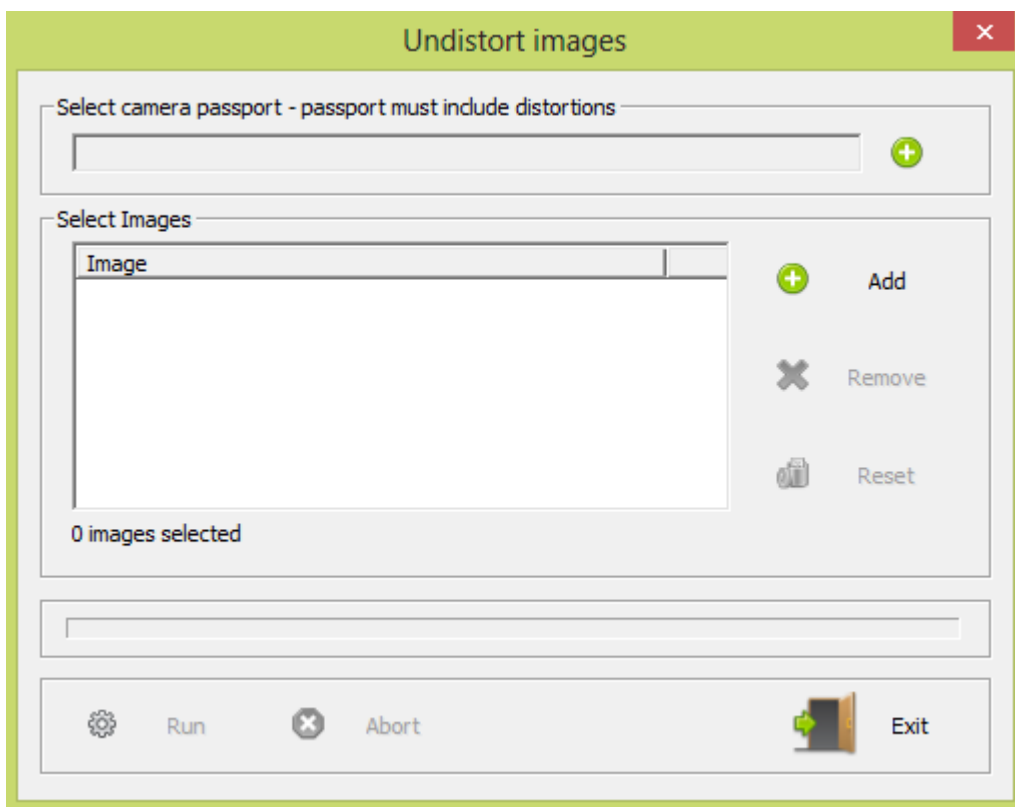 Undistort images
Select camera passport - passport must include distortions
Select Images
Image
Add
Remove
Reset
0 images selected
Run Abort Exit